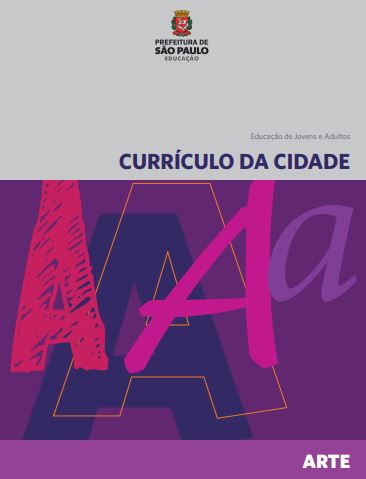 PREFEITURA DE
SÃO PAULO
EDUCAÇÃO
Educação de Jovens e Adultos
CURRÍCULO DA CIDADE
A A A A a
ARTE